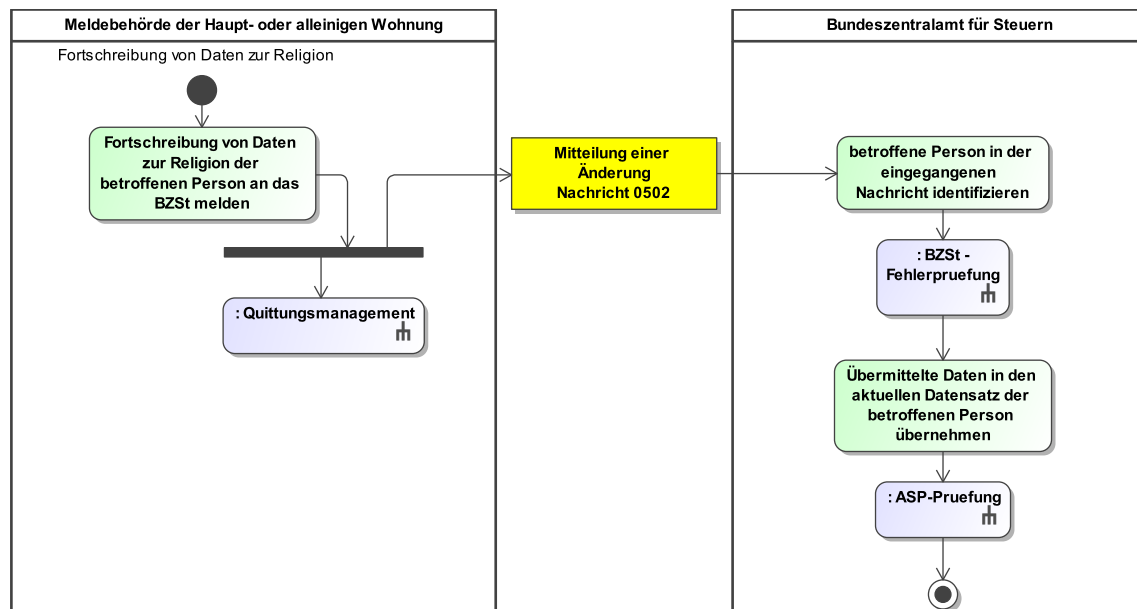 Meldebehörde der Haupt- oder alleinigen Wohnung
Fortschreibung von Daten zur Religion
Fortschreibung von Daten
zur Religion der
betroffenen Person an das
BZSt melden
: Quittungsmanagement
Mitteilung einer
Änderung
Nachricht 0502
Bundeszentralamt für Steuern
betroffene Person in der
eingegangenen
Nachricht identifizieren
: BZSt -
Fehlerpruefung
Übermittelte Daten in den
aktuellen Datensatz der
betroffenen Person
übernehmen
: ASP-Pruefung